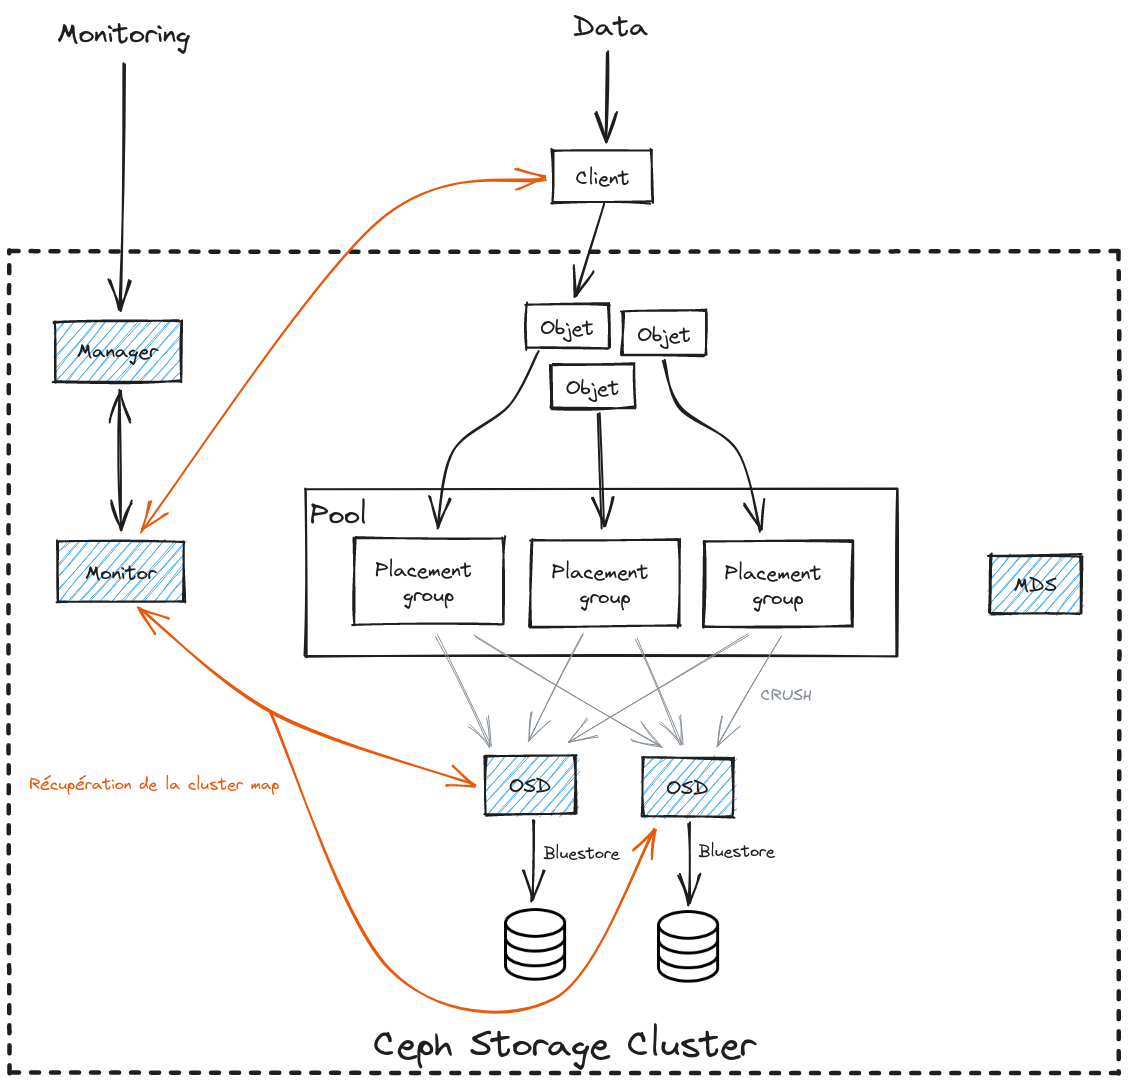 Monitoring
Data
Client
Objet
Objet
Objet
Manager
Pool
Placement
group
Placement
group
Placement
group
Monitor
MDS
CRUSH
Récupération de la cluster map
OSD
OSD
Bluestore
Bluestore
Ceph Storage Cluster